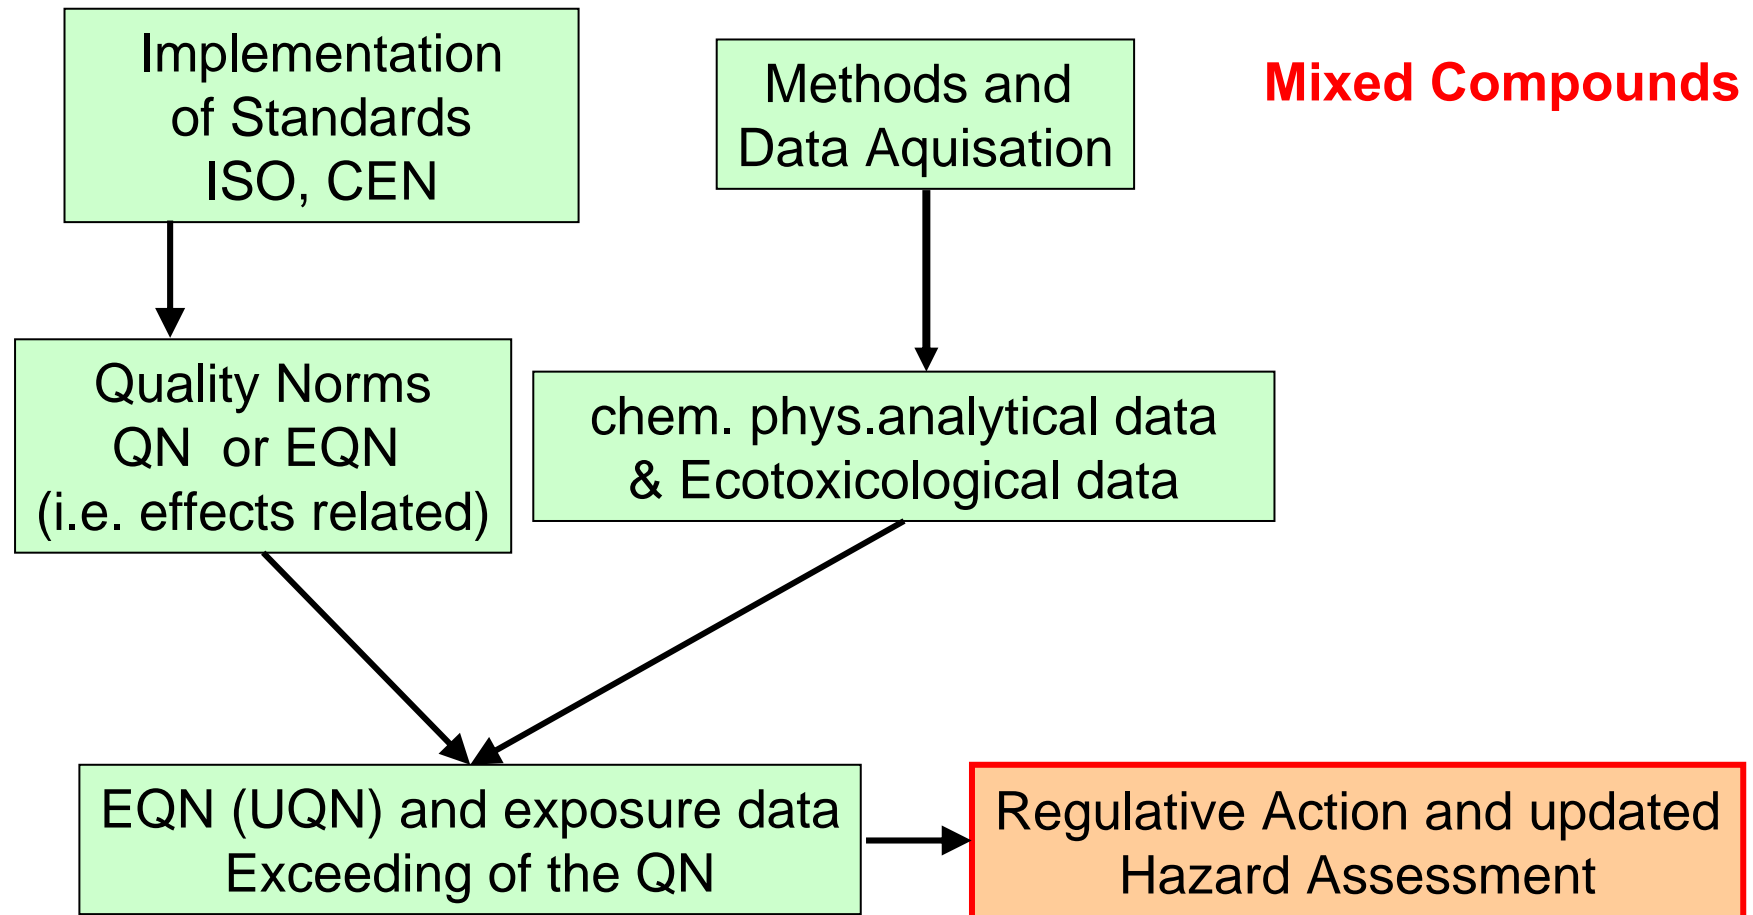 Implementation
of Standards
ISO, CEN
Methods and
Data Aquisation
Mixed Compounds
Quality Norms
QN or EQN
(i.e. effects related)
chem. phys.analytical data
& Ecotoxicological data
EQN (UQN) and exposure data
Exceeding of the QN
Regulative Action and updated
Hazard Assessment